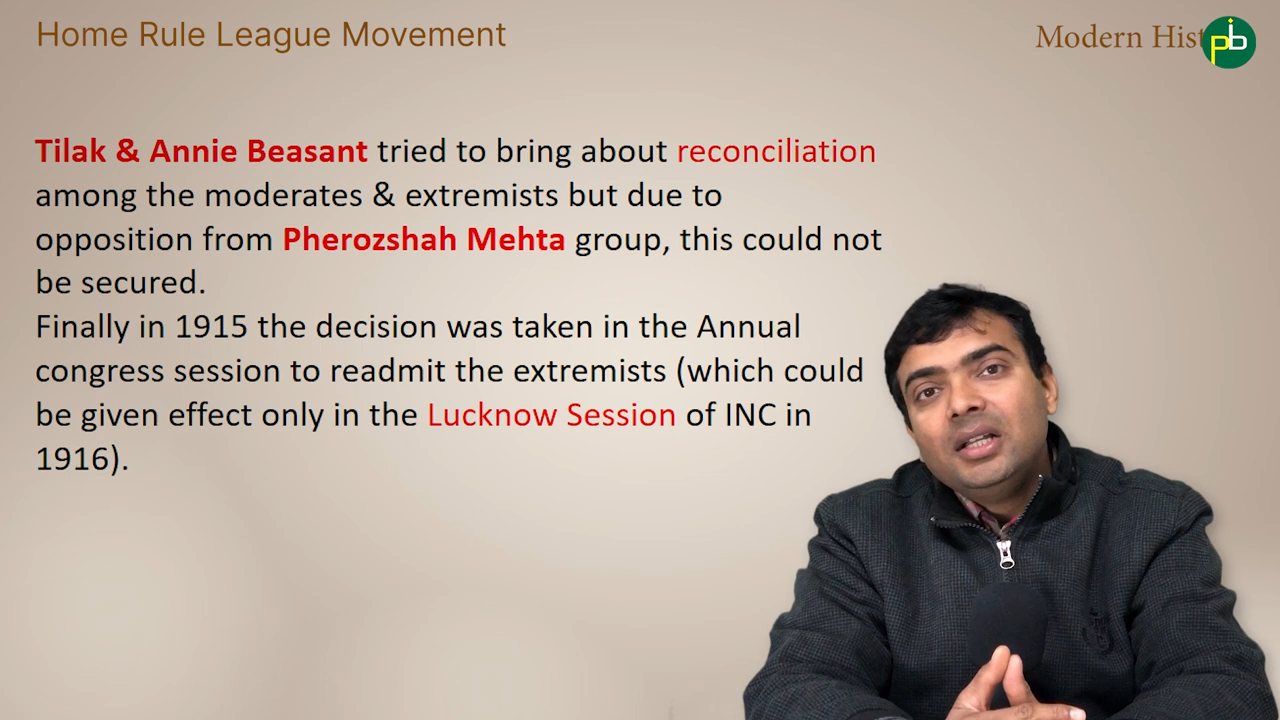 Home Rule League Movement
Modern Hist
pib
Tilak & Annie Beasant tried to bring about reconciliation
among the moderates & extremists but due to
opposition from Pherozshah Mehta group, this could not
be secured.
Finally in 1915 the decision was taken in the Annual
congress session to readmit the extremists (which could
be given effect only in the Lucknow Session of INC in
1916).